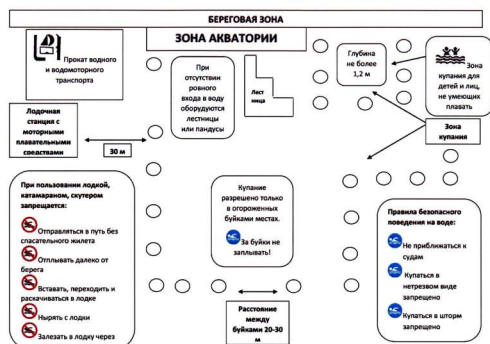 БЕРЕГОВАЯ ЗОНА
ЗОНА АКВАТОРИИ
Прокат водного
и водомоторного
транспорта
При
отсутствии
ровного
входа в воду
оборудуются
лестницы
или пандусы
Лест
ница
Глубина
не более
1,2 м
Зона
купания для
детей и лиц,
не умеющих
плавать
Лодочная
станция с
моторными
плавательными
средствами
30 м
Зона
купания
При пользовании лодкой,
катамараном, скутером
запрещается:
Отправляться в путь без
спасательного жилета
Отплывать далеко от
берега
Вставать, переходить и
раскачиваться в лодке
Нырять с лодки
Залезать в лодку через
Купание
разрешено только
в огороженных
буйками местах.
За буйки не
заплывать!
Расстояние
между
буйками 20-30
м
Правила безопасного
поведения на воде:
Не приближаться к
судам
Купаться в
нетрезвом виде
запрещено
Купаться в шторм
запрещено